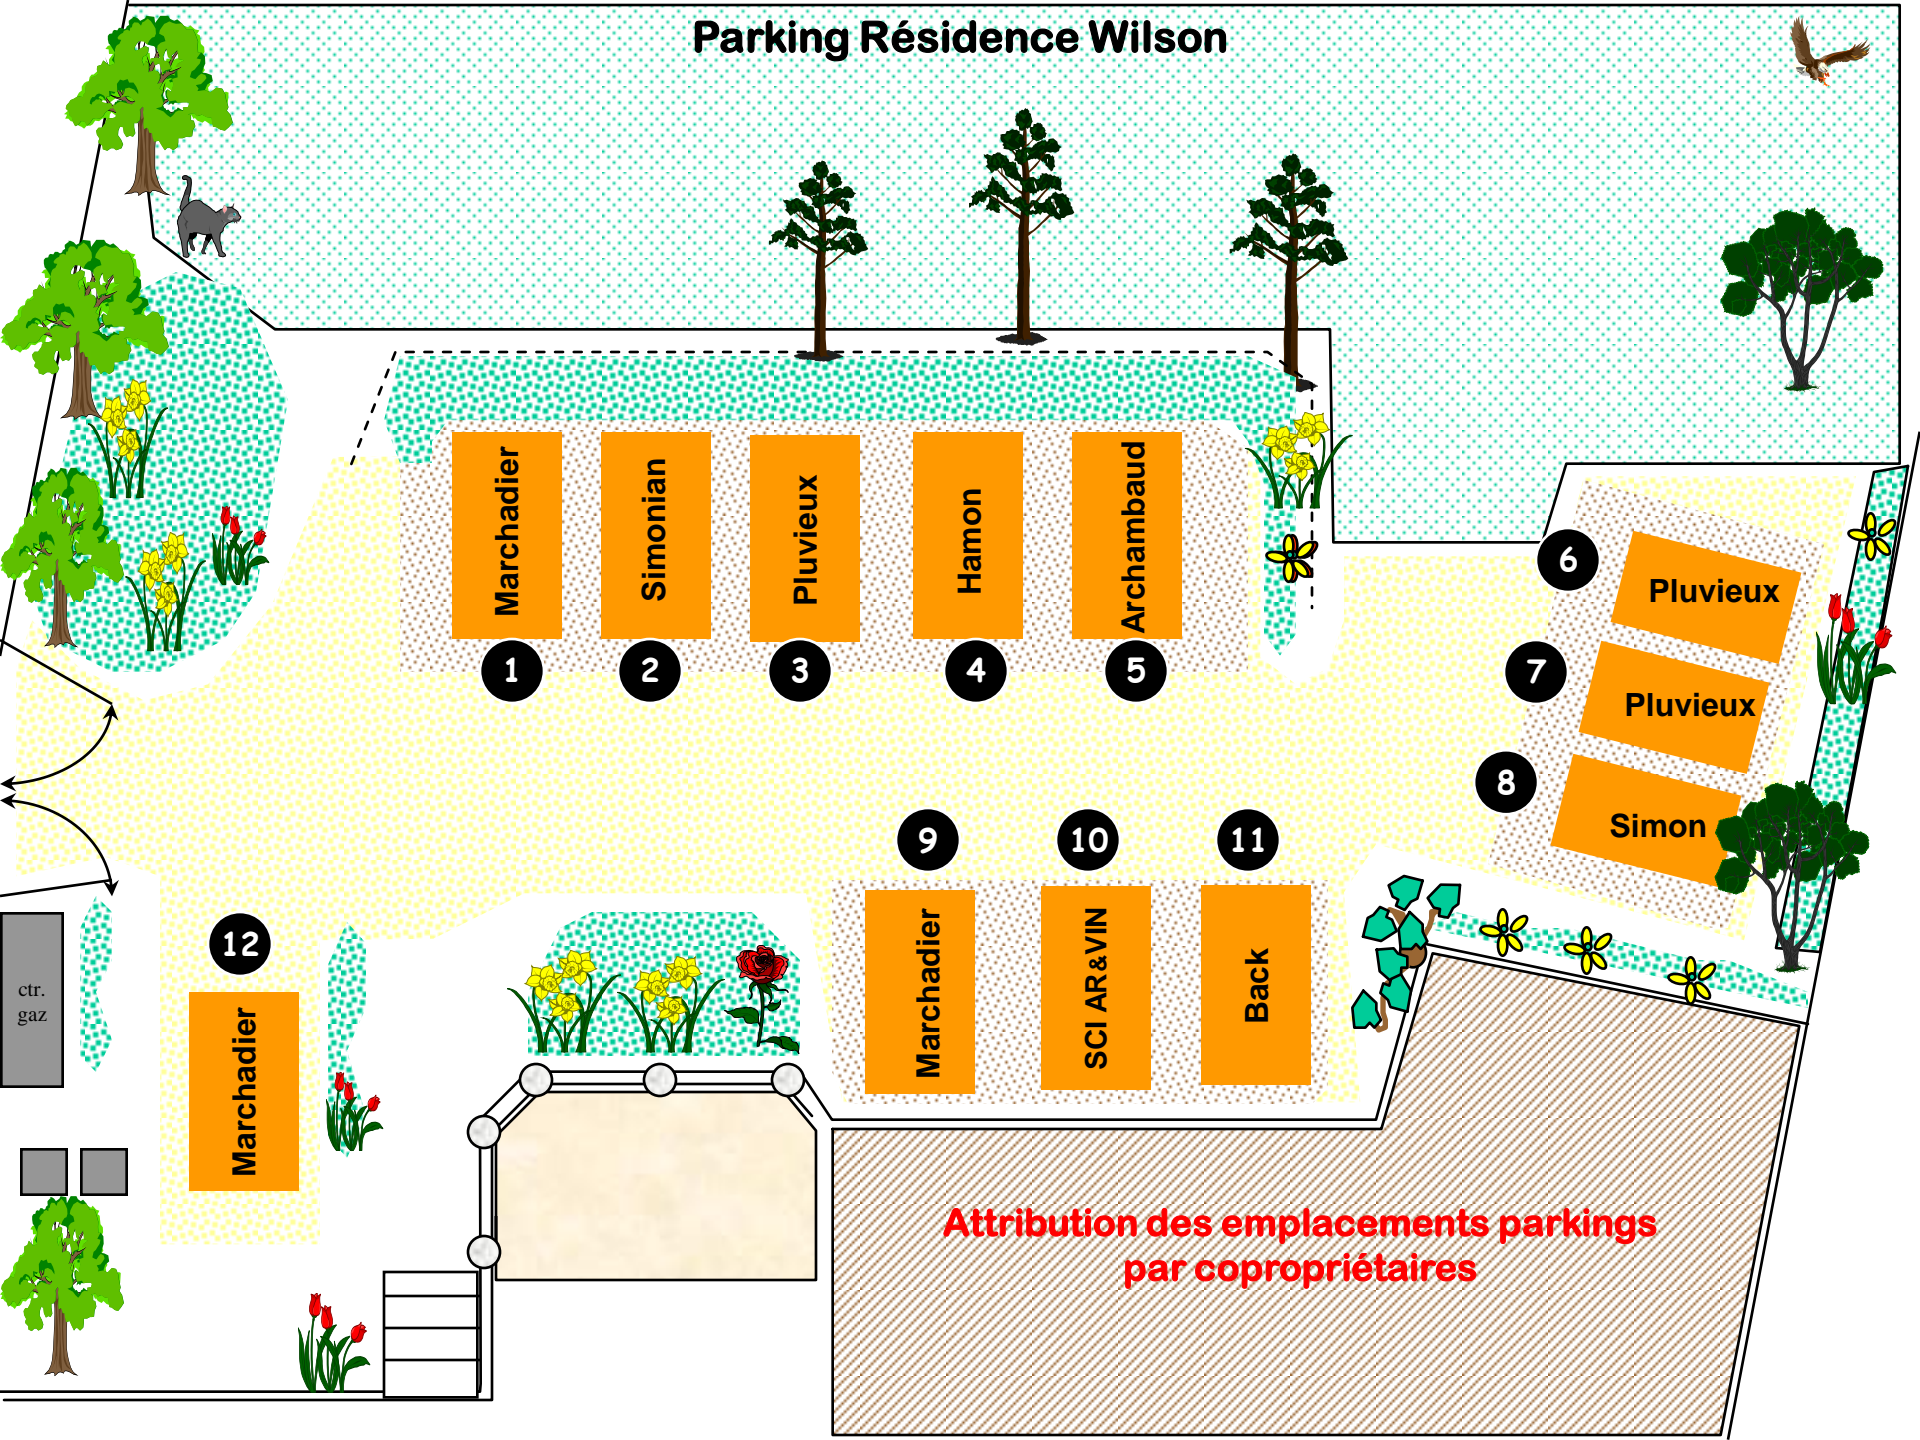 Parking Résidence Wilson
Marchadier
Simonian
Pluvieux
Hamon
Archambaud
1
2
3
4
5
6
Pluvieux
7
Pluvieux
8
Simon
9
10
11
Marchadier
SCI AR&VIN
Back
12
Marchadier
ctr.
gaz
Attribution des emplacements parkings
par copropriétaires